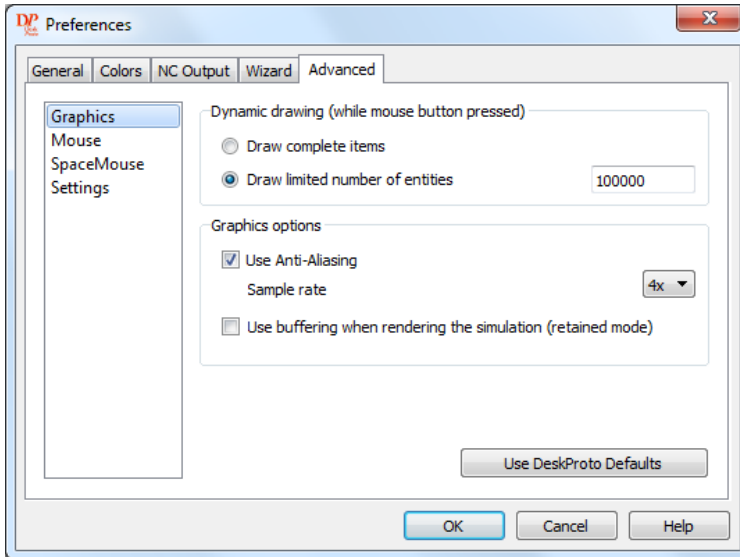 DP
Preferences
General Colors NC Output Wizard Advanced
Graphics
Mouse
SpaceMouse
Settings
Dynamic drawing (while mouse button pressed)
Draw complete items
Draw limited number of entities 100000
Graphics options
Use Anti-Aliasing
Sample rate 4x
Use buffering when rendering the simulation (retained mode)
Use DeskProto Defaults
OK Cancel Help